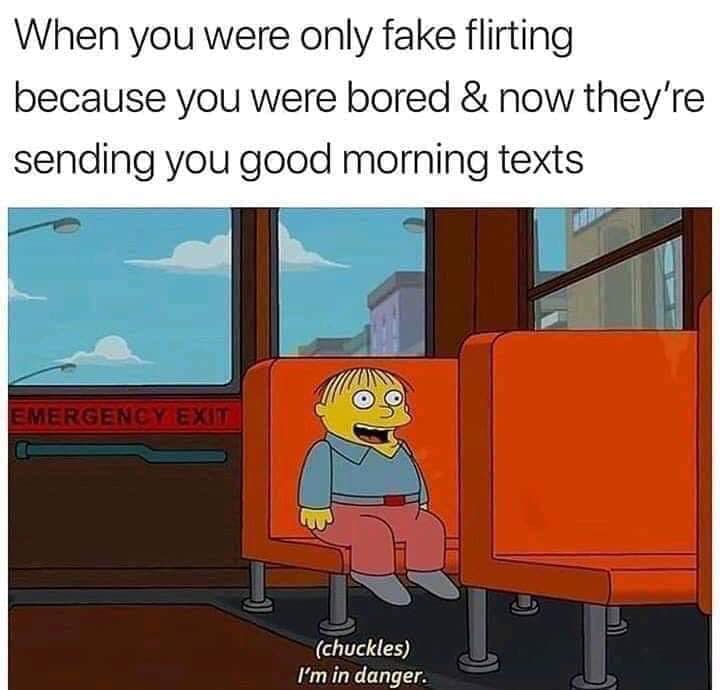 When you were only fake flirting
because you were bored & now they're
sending you good morning texts
EMERGENCY EXIT
(chuckles)
I'm in danger.